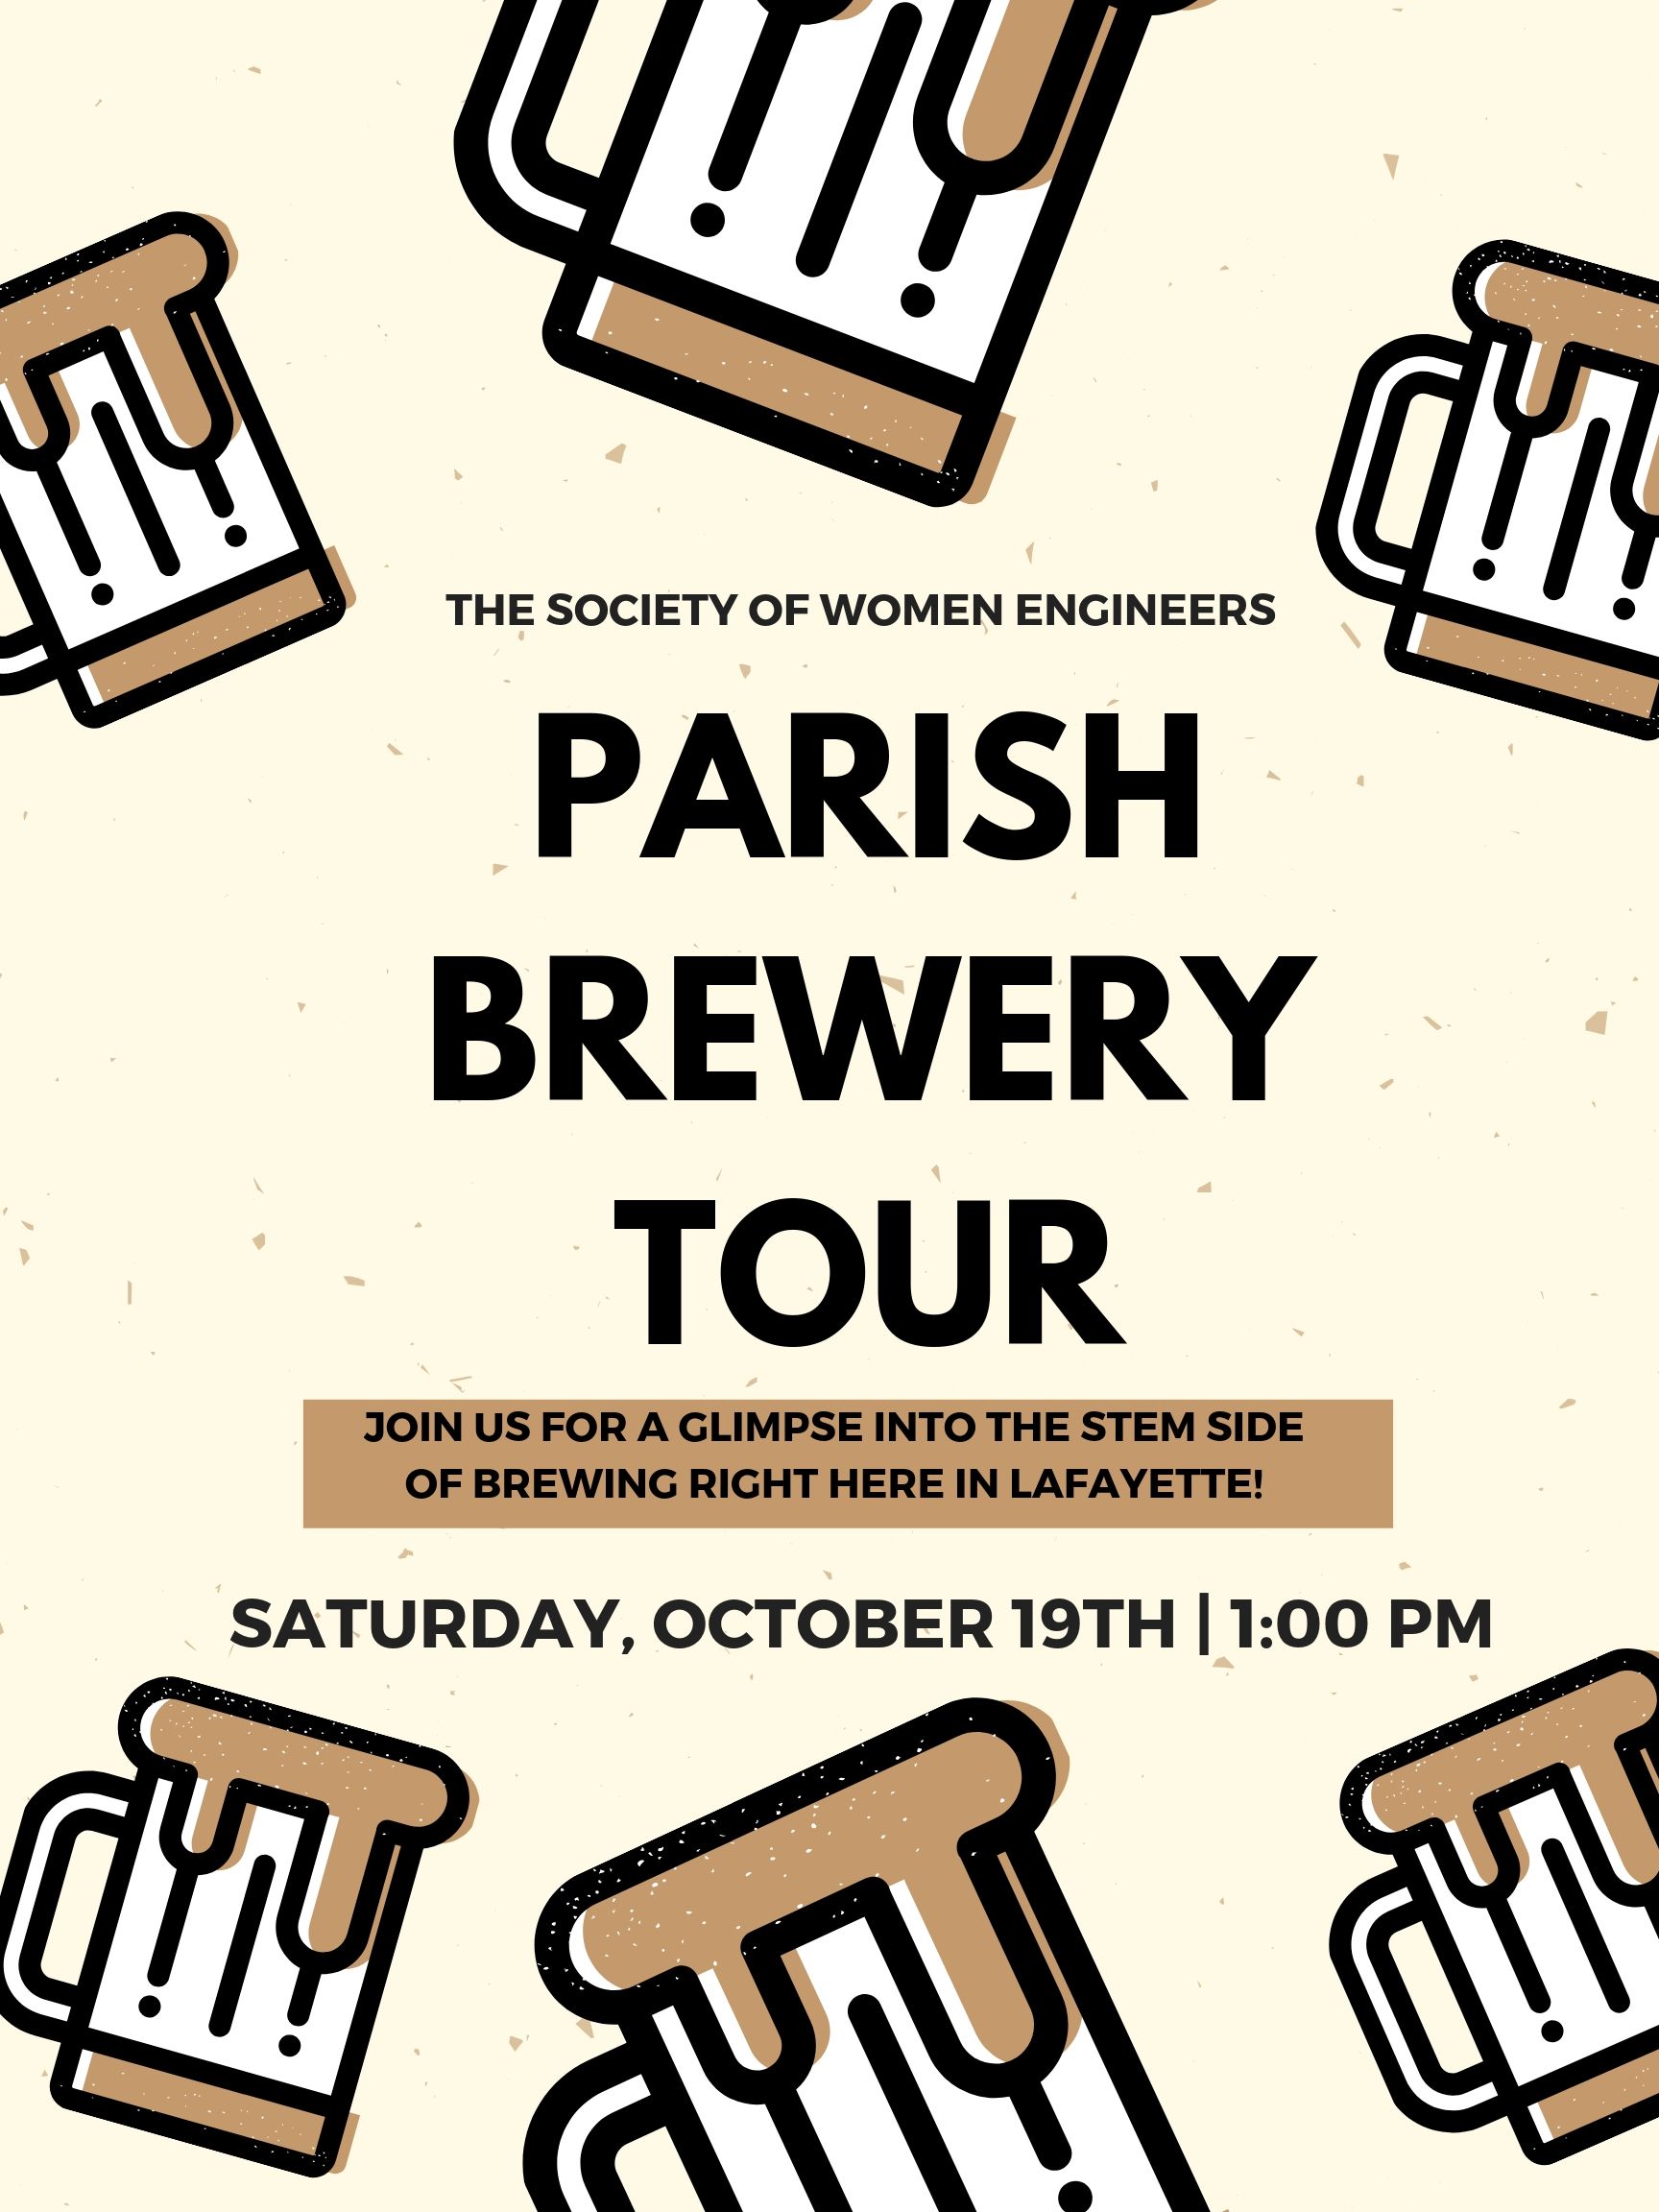 THE SOCIETY OF WOMEN ENGINEERS
PARISH
BREWERY
TOUR
JOIN US FOR A GLIMPSE INTO THE STEM SIDE
OF BREWING RIGHT HERE IN LAFAYETTE!
SATURDAY, OCTOBER 19TH | 1:00 PM